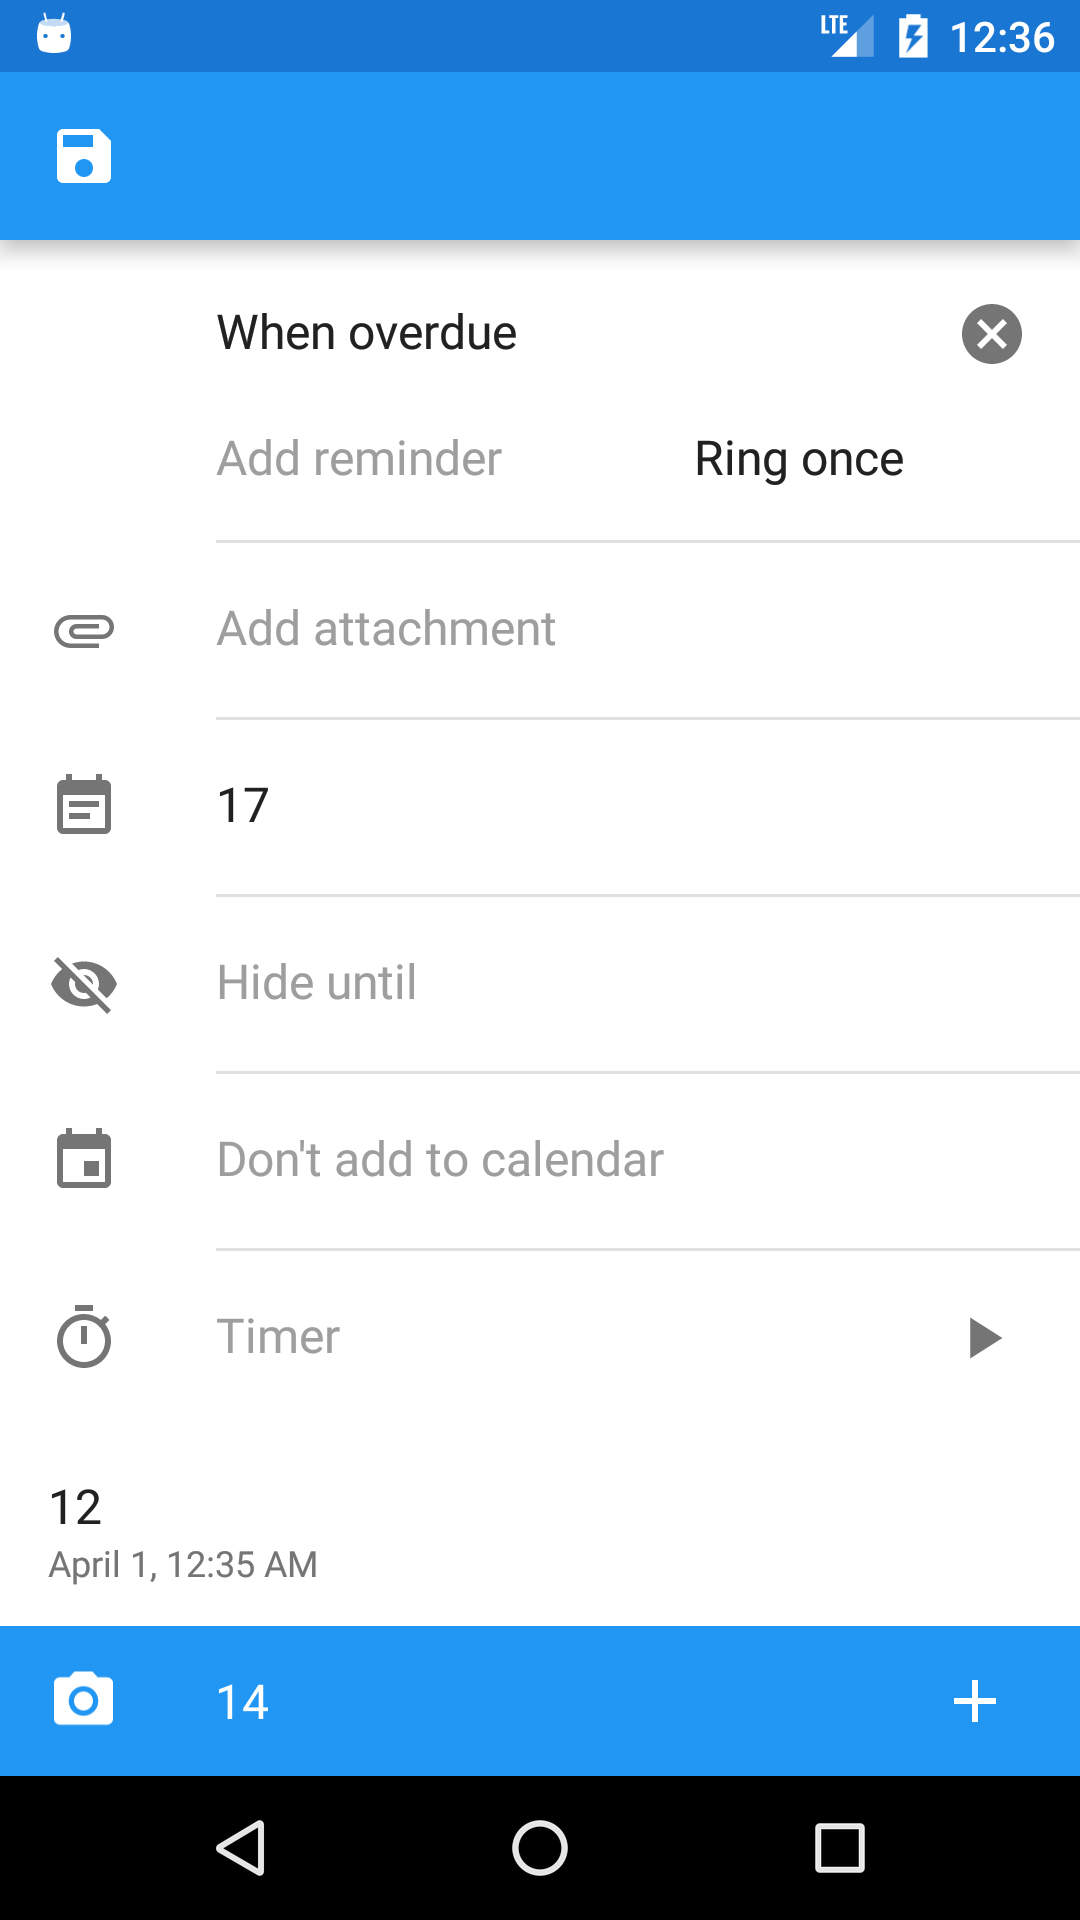 LTE 12:36
When overdue
Add reminder Ring once
Add attachment
17
Hide until
Don't add to calendar
Timer
12
April 1, 12:35 AM
14